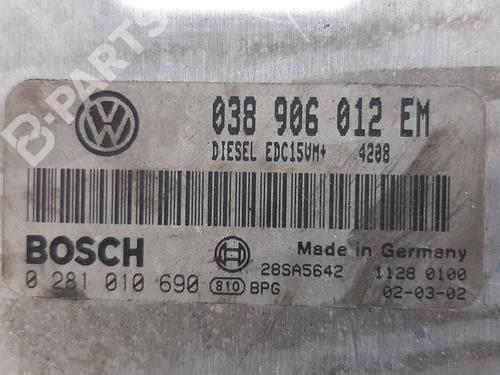 B-PARTS
038 906 012 EM
DIESEL EDC15VM+ 4208
BOSCH
Made in Germany
28SA5642
1128 0100
0 281 010 690 810 BPG
02-03-02